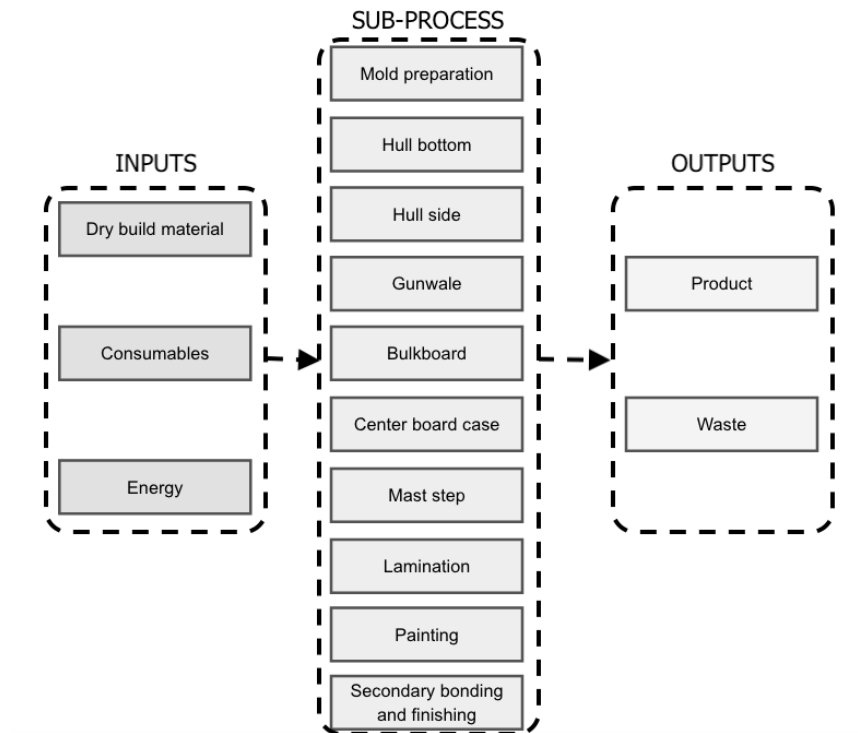 SUB-PROCESS
Mold preparation
Hull bottom
Hull side
Gunwale
Bulkboard
Center board case
Mast step
Lamination
Painting
Secondary bonding
and finishing
INPUTS
Dry build material
Consumables
Energy
OUTPUTS
Product
Waste